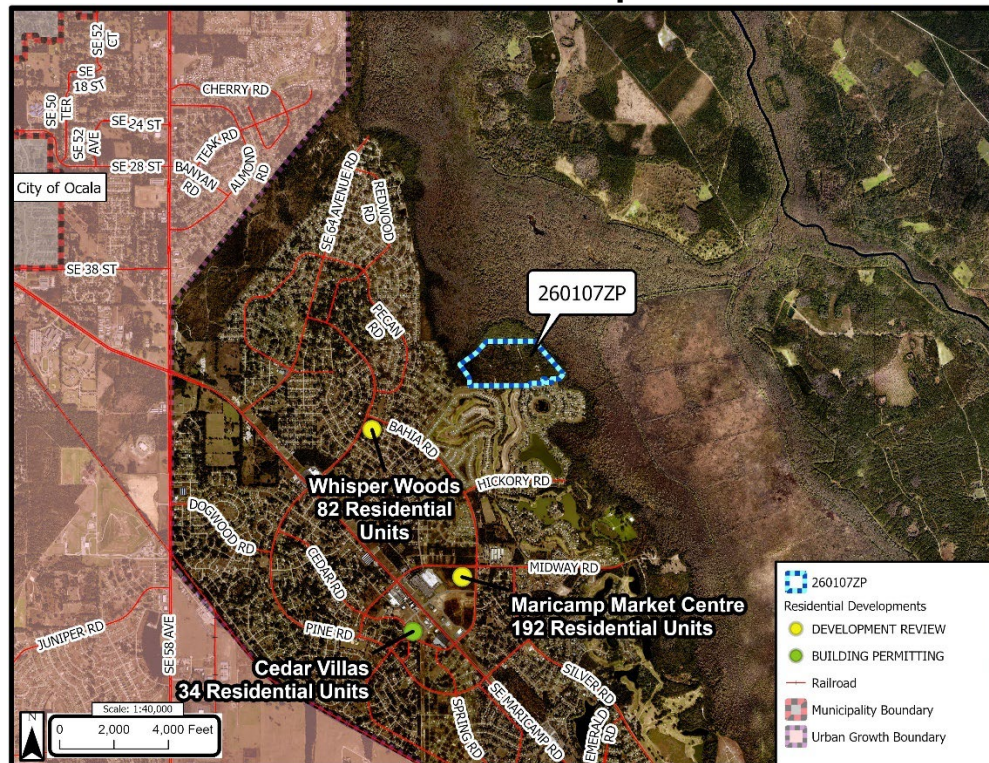 SE 52
CT
SE
18 ST
SE 50
TER
CHERRY RD
SE 52
AVE
SE 24 ST
TEAK RD
ALMOND
RD
SE 28 ST
BANYAN
RD
City of Ocala
SE 64 AVENUE RD
REDWOOD
RD
SE 38 ST
260107ZP
PECAN
RD
BAHIA RD
Whisper Woods
82 Residential
Units
HICKORY RD
DOGWOOD RD
CEDAR RD
MIDWAY RD
Maricamp Market Centre
192 Residential Units
JUNIPER RD
SE 58 AVE
PINE RD
Cedar Villas
34 Residential Units
SPRING RD
SE MARICAMP RD
SILVER RD
EMERALD
RD
260107ZP
Residential Developments
DEVELOPMENT REVIEW
BUILDING PERMITTING
Railroad
Municipality Boundary
Urban Growth Boundary
N
Scale: 1:40,000
0 2,000 4,000 Feet